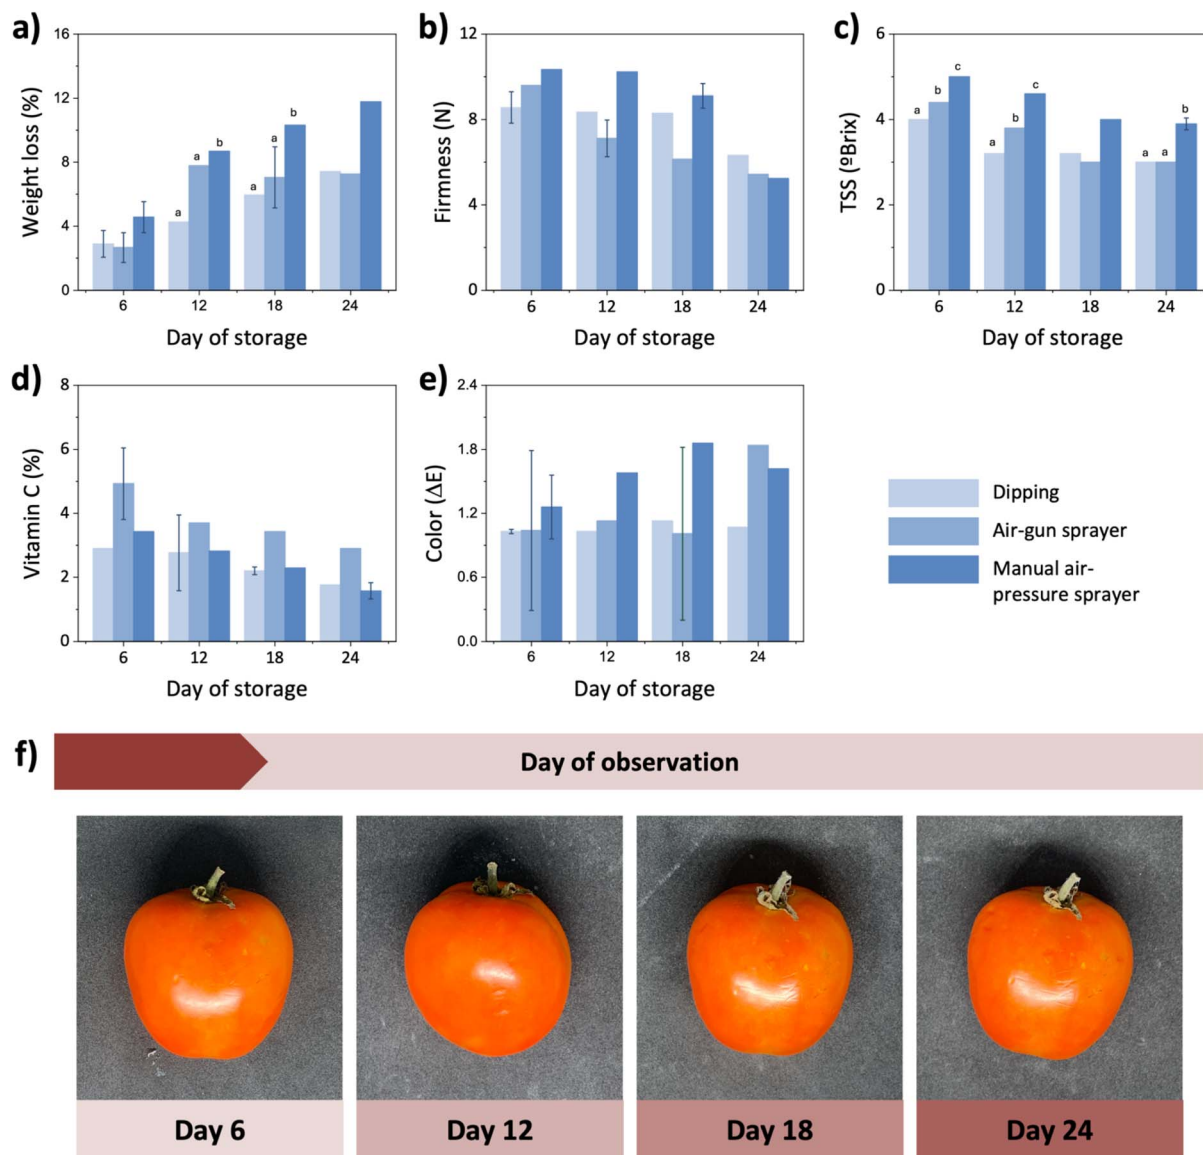 a)
Weight loss (%)
16
12
8
4
0
a
b
a
a
b
a
6
12
18
24
Day of storage
b)
Firmness (N)
12
8
4
0
6
12
18
24
Day of storage
c)
TSS (ºBrix)
6
4
2
0
a
b
c
a
b
c
a
a
b
6
12
18
24
Day of storage
d)
Vitamin C (%)
8
6
4
2
0
6
12
18
24
Day of storage
e)
Color (ΔE)
2.4
1.8
1.2
0.6
0.0
6
12
18
24
Day of storage
Dipping
Air-gun sprayer
Manual air-
pressure sprayer
f)
Day of observation
Day 6
Day 12
Day 18
Day 24